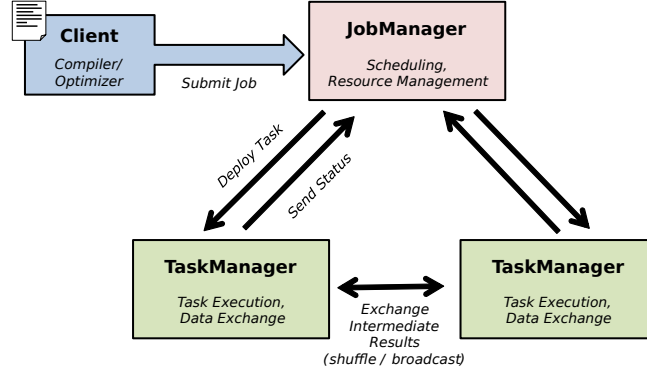 Client
Compiler/
Optimizer
Submit Job
JobManager
Scheduling,
Resource Management
Deploy Task
Send Status
TaskManager
Task Execution,
Data Exchange
Exchange
Intermediate
Results
(shuffle / broadcast)
TaskManager
Task Execution,
Data Exchange